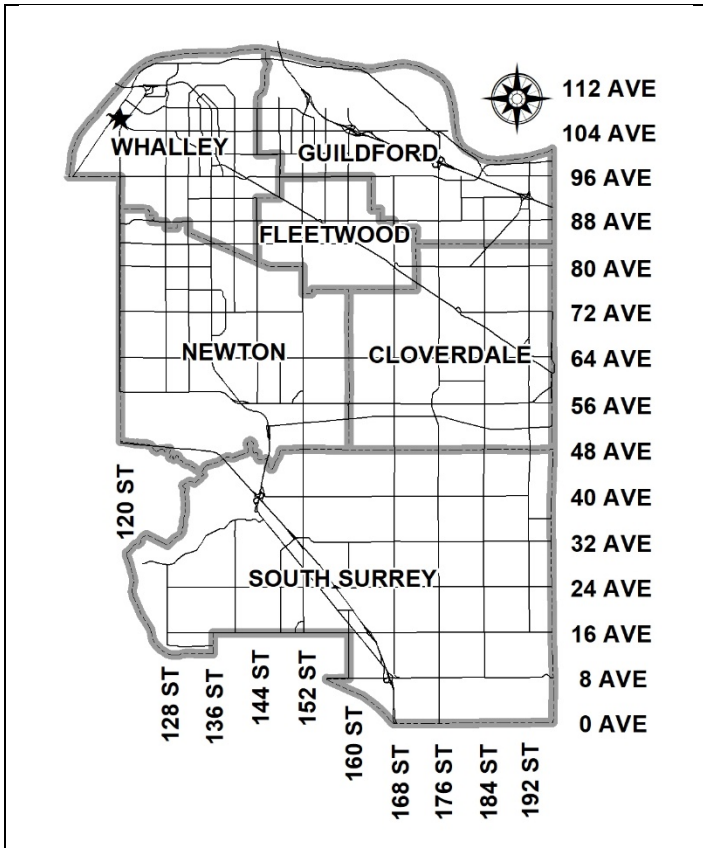 112 AVE
104 AVE
WHALLEY
GUILDFORD
96 AVE
88 AVE
FLEETWOOD
80 AVE
72 AVE
NEWTON
CLOVERDALE
64 AVE
56 AVE
48 AVE
120 ST
40 AVE
32 AVE
SOUTH SURREY
24 AVE
16 AVE
8 AVE
0 AVE
128 ST
136 ST
144 ST
152 ST
160 ST
168 ST
176 ST
184 ST
192 ST